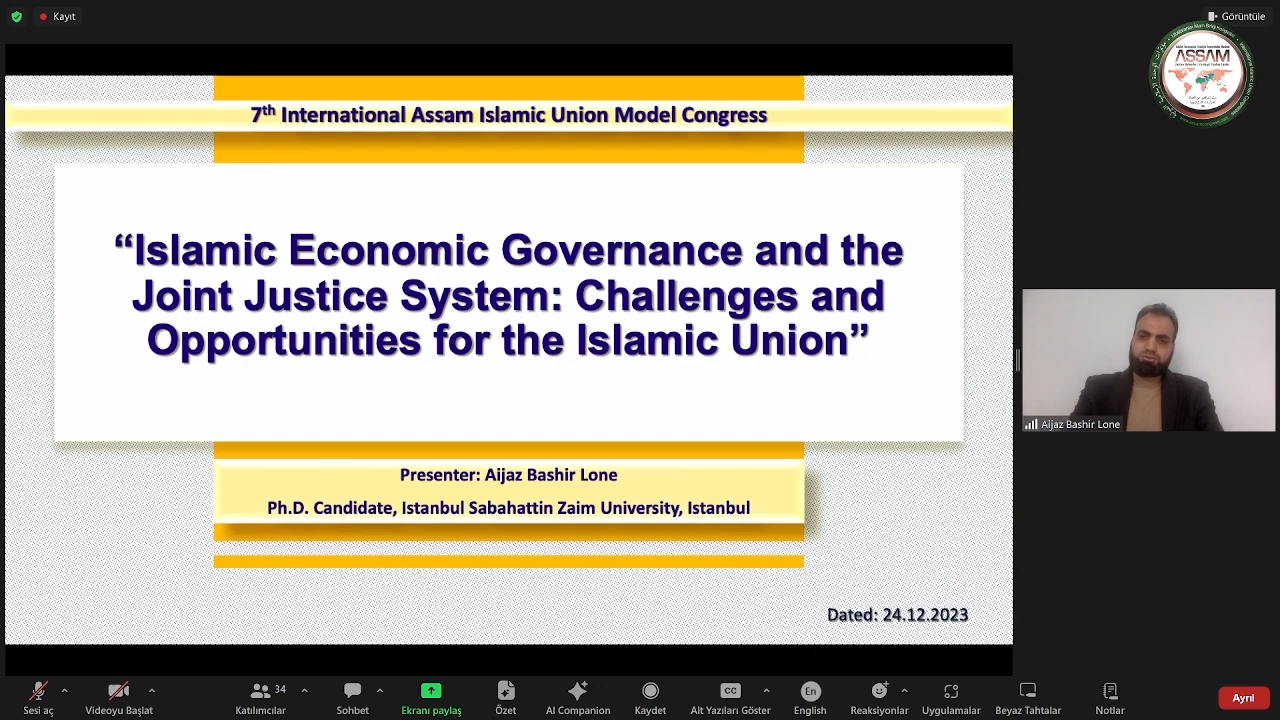 Kayıt
Görüntüle
ASSAM
7th International Assam Islamic Union Model Congress
“Islamic Economic Governance and the
Joint Justice System: Challenges and
Opportunities for the Islamic Union”
Aijaz Bashir Lone
Presenter: Aijaz Bashir Lone
Ph.D. Candidate, Istanbul Sabahattin Zaim University, Istanbul
Dated: 24.12.2023
Sesi aç
Videoyu Başlat
34
Katılımcılar
Sohbet
Ekranı paylaş
Özet
AI Companion
Kaydet
CC
Alt Yazıları Göster
En
English
Reaksiyonlar
Uygulamalar
Beyaz Tahtalar
Notlar
Ayrıl